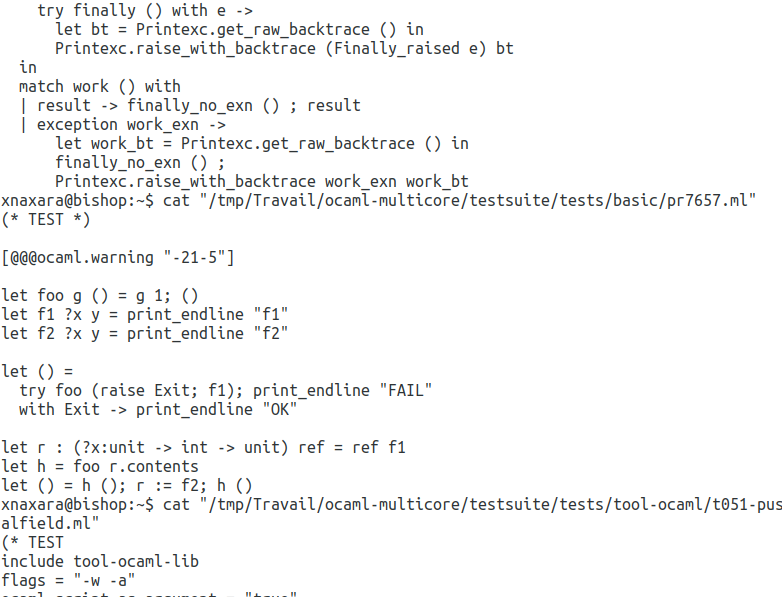 try finally () with e ->
      let bt = Printexc.get_raw_backtrace () in
      Printexc.raise_with_backtrace (Finally_raised e) bt
  in
  match work () with
  | result -> finally_no_exn () ; result
  | exception work_exn ->
      let work_bt = Printexc.get_raw_backtrace () in
      finally_no_exn () ;
      Printexc.raise_with_backtrace work_exn work_bt
xnaxara@bishop:~$ cat "/tmp/Travail/ocaml-multicore/testsuite/tests/basic/pr7657.ml"
(* TEST *)

[@@@ocaml.warning "-21-5"]

let foo g () = g 1; ()
let f1 ?x y = print_endline "f1"
let f2 ?x y = print_endline "f2"

let () =
  try foo (raise Exit; f1); print_endline "FAIL"
  with Exit -> print_endline "OK"

let r : (?x:unit -> int -> unit) ref = ref f1
let h = foo r.contents
let () = h (); r := f2; h ()
xnaxara@bishop:~$ cat "/tmp/Travail/ocaml-multicore/testsuite/tests/tool-ocaml/t051-pus
alfield.ml"
(* TEST
include tool-ocaml-lib
flags = "-w -a"
ocaml_script_as_argument = "true"